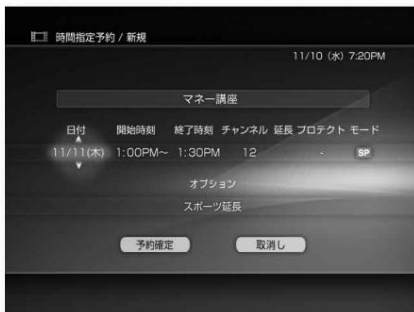 時間指定予約 / 新規
11/10 (水) 7:20PM
マネー講座
日付 開始時刻 終了時刻 チャンネル 延長 プロテクト モード
11/11(木) 1:00PM～ 1:30PM 12 - SP
オプション
スポーツ延長
予約確定 取消し